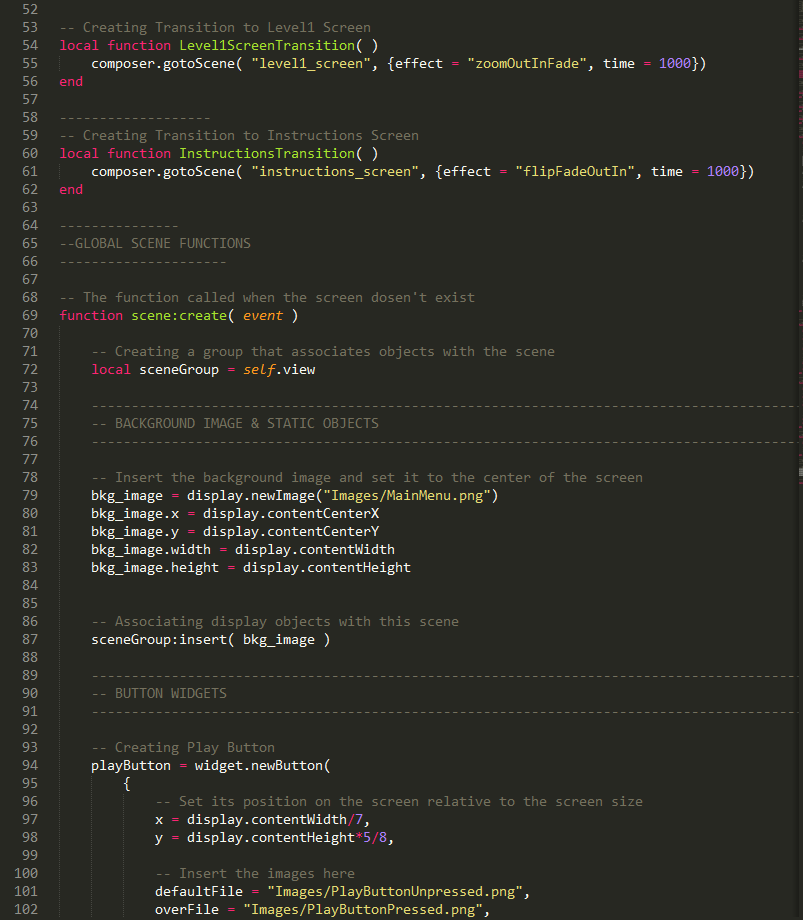 52
53 -- Creating Transition to Level1 Screen
54 local function Level1ScreenTransition( )
55     composer.gotoScene( "level1_screen", {effect = "zoomOutInFade", time = 1000})
56 end
57
58 -------------------
59 -- Creating Transition to Instructions Screen
60 local function InstructionsTransition( )
61     composer.gotoScene( "instructions_screen", {effect = "flipFadeOutIn", time = 1000})
62 end
63
64 ---------------
65 --GLOBAL SCENE FUNCTIONS
66 ---------------------
67
68 -- The function called when the screen dosen't exist
69 function scene:create( event )
70
71     -- Creating a group that associates objects with the scene
72     local sceneGroup = self.view
73
74     -----------------------------------------------------------------------------------------
75     -- BACKGROUND IMAGE & STATIC OBJECTS
76     -----------------------------------------------------------------------------------------
77
78     -- Insert the background image and set it to the center of the screen
79     bkg_image = display.newImage("Images/MainMenu.png")
80     bkg_image.x = display.contentCenterX
81     bkg_image.y = display.contentCenterY
82     bkg_image.width = display.contentWidth
83     bkg_image.height = display.contentHeight
84
85
86     -- Associating display objects with this scene
87     sceneGroup:insert( bkg_image )
88
89     -----------------------------------------------------------------------------------------
90     -- BUTTON WIDGETS
91     -----------------------------------------------------------------------------------------
92
93     -- Creating Play Button
94     playButton = widget.newButton(
95         {
96             -- Set its position on the screen relative to the screen size
97             x = display.contentWidth/7,
98             y = display.contentHeight*5/8,
99
100             -- Insert the images here
101             defaultFile = "Images/PlayButtonUnpressed.png",
102             overFile = "Images/PlayButtonPressed.png",